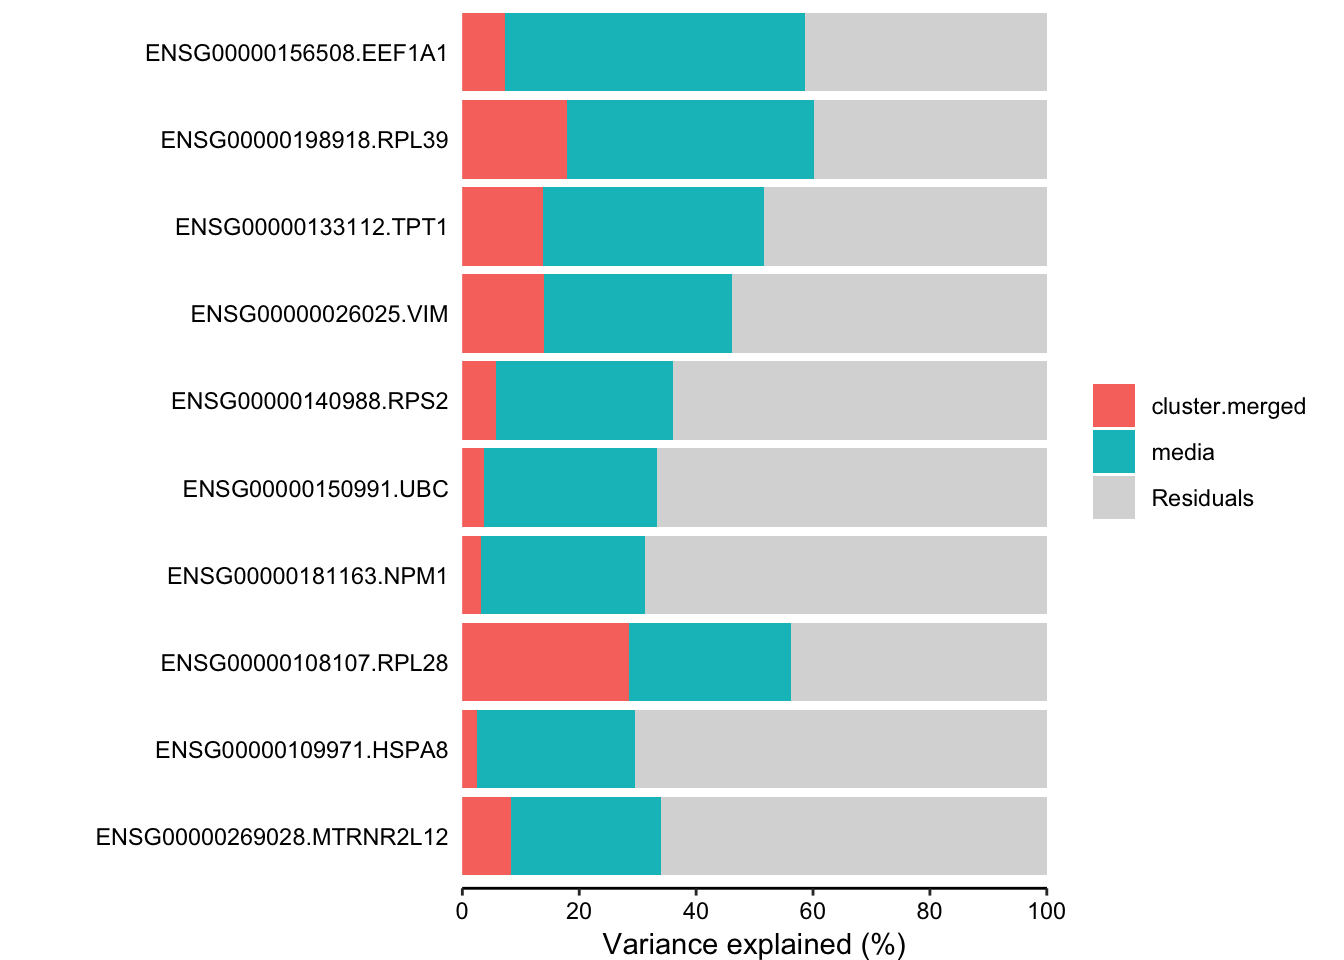 ENSG00000156508.EEF1A1
ENSG00000198918.RPL39
ENSG00000133112.TPT1
ENSG00000026025.VIM
ENSG00000140988.RPS2
ENSG00000150991.UBC
ENSG00000181163.NPM1
ENSG00000108107.RPL28
ENSG00000109971.HSPA8
ENSG00000269028.MTRNR2L12
0 20 40 60 80 100
Variance explained (%)
cluster.merged
media
Residuals